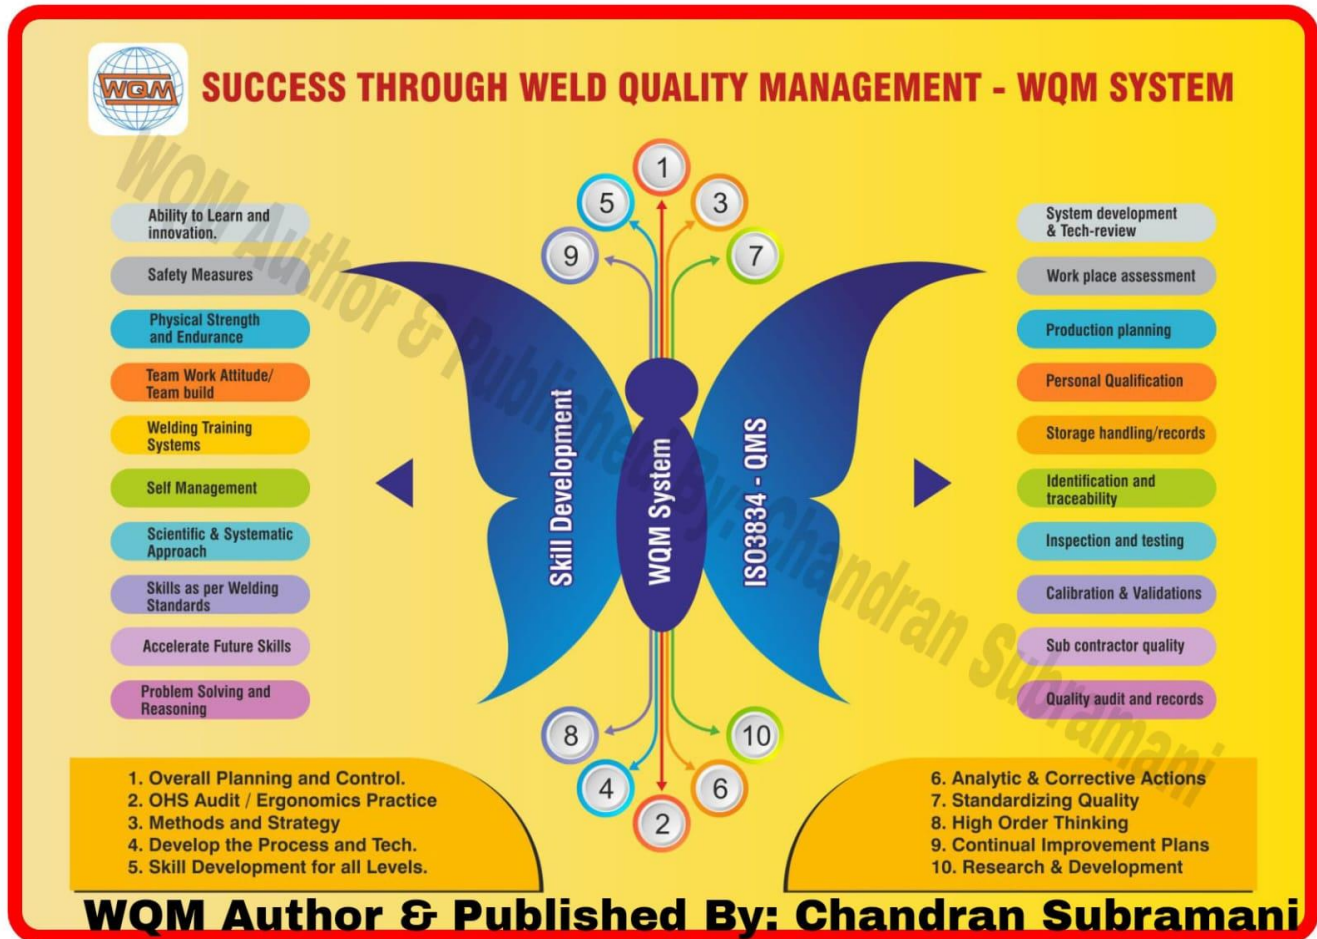 WQM
SUCCESS THROUGH WELD QUALITY MANAGEMENT - WQM SYSTEM
WQM Author & Published By: Chandran Subramani
1
5
3
9
7
Ability to Learn and
innovation.
Safety Measures
Physical Strength
and Endurance
Team Work Attitude/
Team build
Welding Training
Systems
Self Management
Scientific & Systematic
Approach
Skills as per Welding
Standards
Accelerate Future Skills
Problem Solving and
Reasoning
Skill Development
WQM System
ISO3834 - QMS
System development
& Tech-review
Work place assessment
Production planning
Personal Qualification
Storage handling/records
Identification and
traceability
Inspection and testing
Calibration & Validations
Sub contractor quality
Quality audit and records
8
10
4
6
2
1. Overall Planning and Control.
2. OHS Audit / Ergonomics Practice
3. Methods and Strategy
4. Develop the Process and Tech.
5. Skill Development for all Levels.
6. Analytic & Corrective Actions
7. Standardizing Quality
8. High Order Thinking
9. Continual Improvement Plans
10. Research & Development
WQM Author & Published By: Chandran Subramani